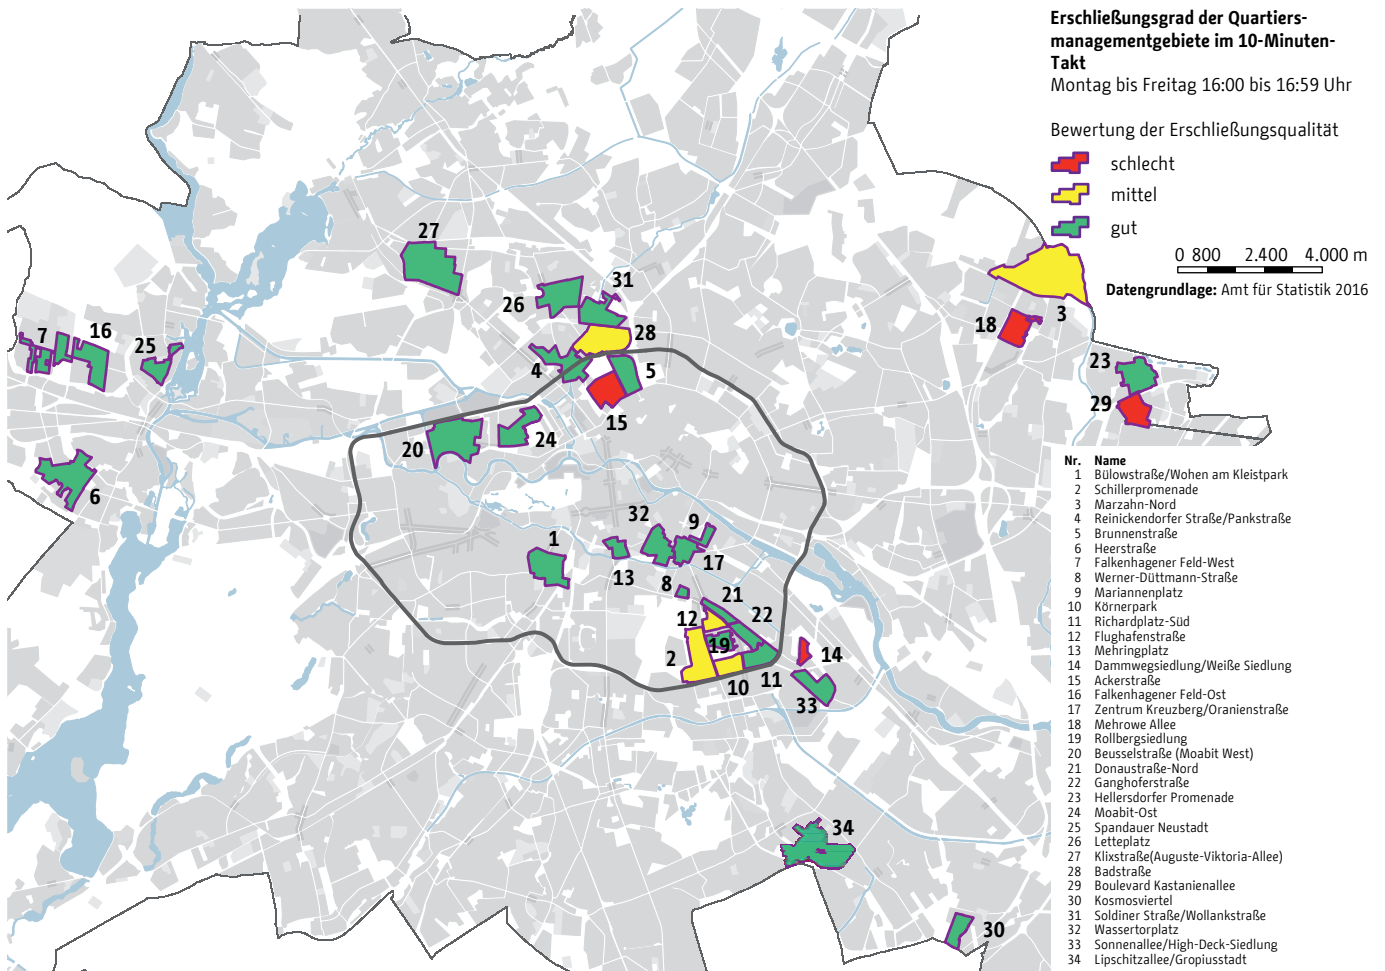 Erschließungsgrad der Quartiers-
managementgebiete im 10-Minuten-
Takt
Montag bis Freitag 16:00 bis 16:59 Uhr
Bewertung der Erschließungsqualität
schlecht
mittel
gut
0 800 2.400 4.000 m
Datengrundlage: Amt für Statistik 2016
27
31
26
28
3
18
7
16
25
4
5
23
15
29
20
24
6
32
9
1
13
17
8
21
12
22
19
2
14
10
11
33
34
30
Nr. Name
1 Bülowstraße/Wohen am Kleistpark
2 Schillerpromenade
3 Marzahn-Nord
4 Reinickendorfer Straße/Pankstraße
5 Brunnenstraße
6 Heerstraße
7 Falkenhagener Feld-West
8 Werner-Düttmann-Straße
9 Mariannenplatz
10 Körnerpark
11 Richardplatz-Süd
12 Flughafenstraße
13 Mehringplatz
14 Dammwegsiedlung/Weiße Siedlung
15 Ackerstraße
16 Falkenhagener Feld-Ost
17 Zentrum Kreuzberg/Oranienstraße
18 Mehrowe Allee
19 Rollbergsiedlung
20 Beusselstraße (Moabit West)
21 Donaustraße-Nord
22 Ganghoferstraße
23 Hellersdorfer Promenade
24 Moabit-Ost
25 Spandauer Neustadt
26 Letteplatz
27 Klixstraße(Auguste-Viktoria-Allee)
28 Badstraße
29 Boulevard Kastanienallee
30 Kosmosviertel
31 Soldiner Straße/Wollankstraße
32 Wassertorplatz
33 Sonnenallee/High-Deck-Siedlung
34 Lipschitzallee/Gropiusstadt